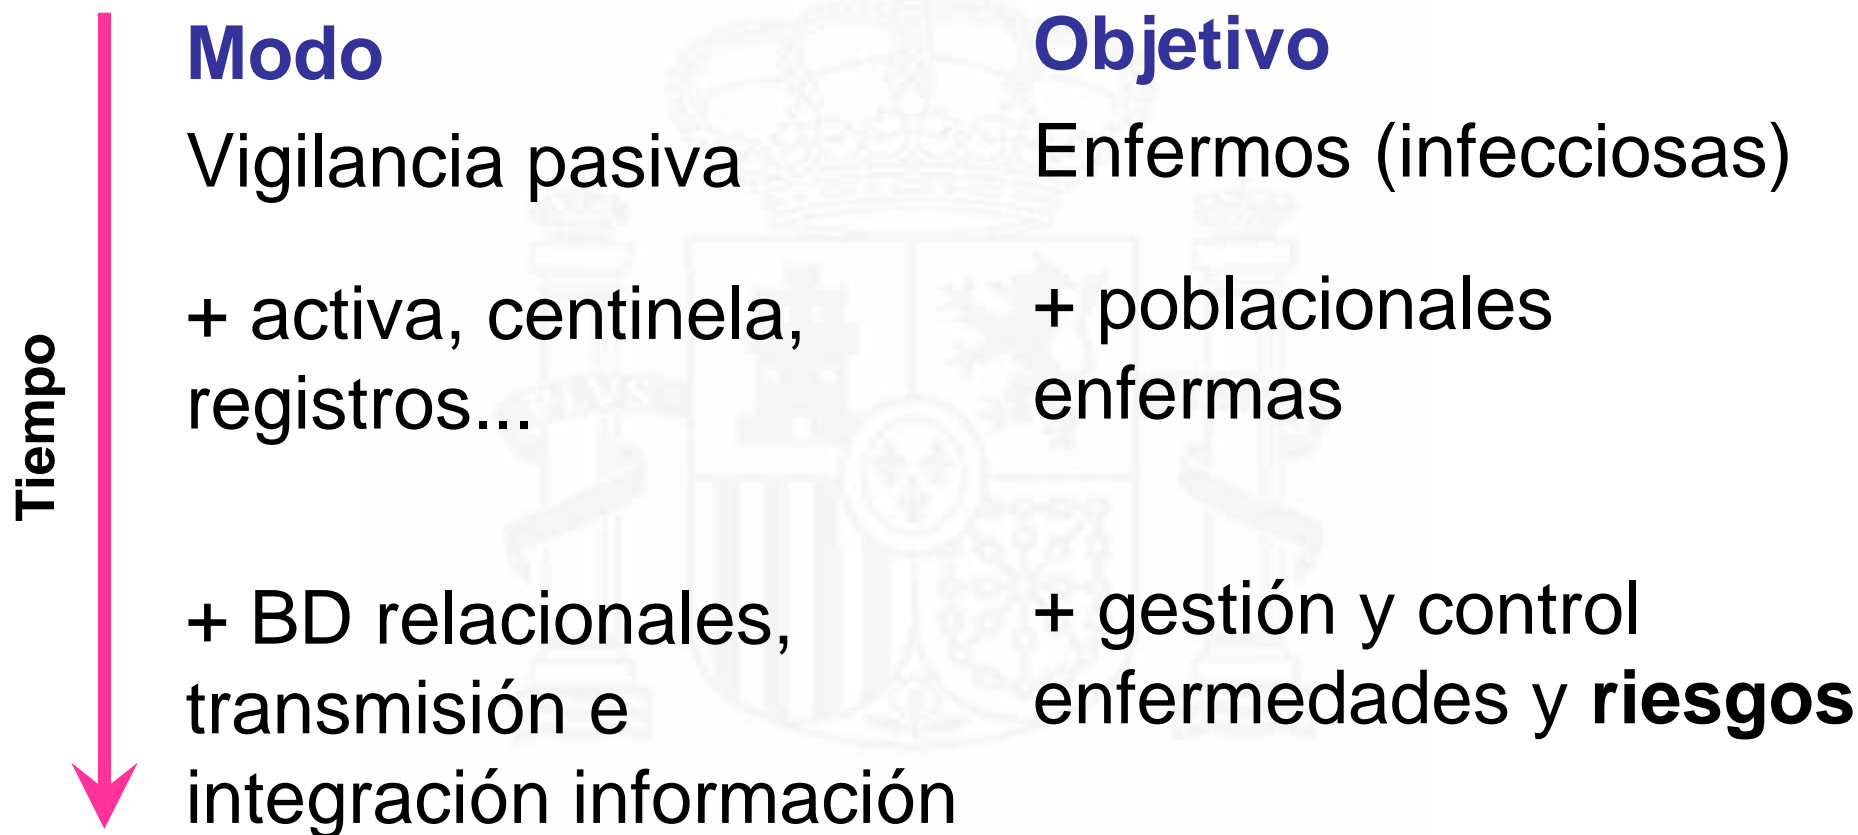 Tiempo
Modo
Vigilancia pasiva
+ activa, centinela,
registros...
+ BD relacionales,
transmisión e
integración información
Objetivo
Enfermos (infecciosas)
+ poblacionales
enfermas
+ gestión y control
enfermedades y riesgos
PLVS